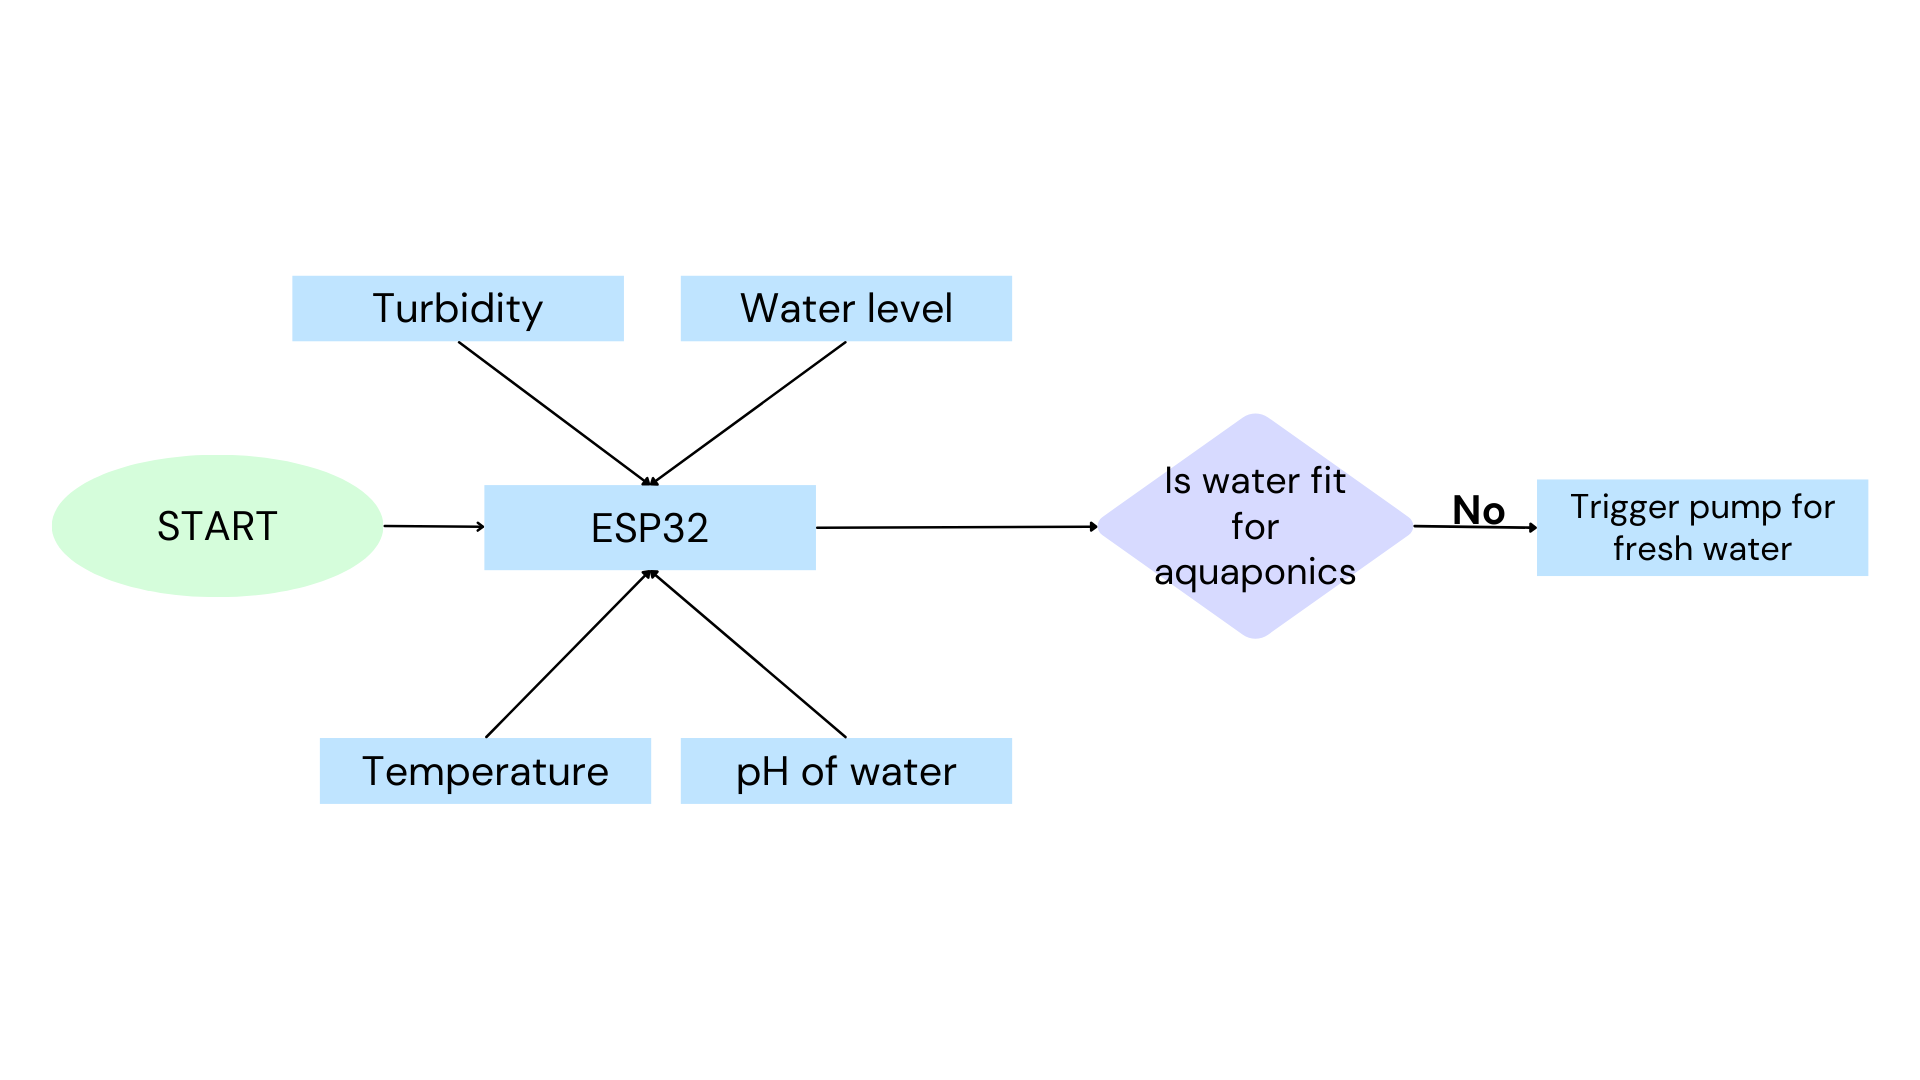 Turbidity
Water level
START
ESP32
Is water fit
for
aquaponics
No
Trigger pump for
fresh water
Temperature
pH of water